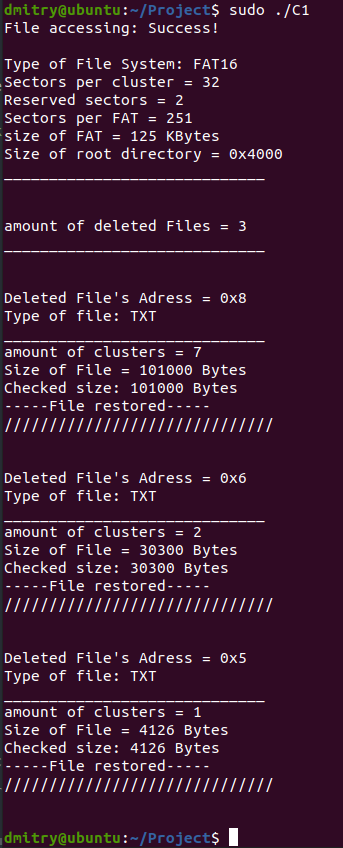 dmitry@ubuntu:~/Project$ sudo ./C1
File accessing: Success!
Type of File System: FAT16
Sectors per cluster = 32
Reserved sectors = 2
Sectors per FAT = 251
size of FAT = 125 KBytes
Size of root directory = 0x4000
_____________________________
amount of deleted Files = 3
_____________________________
Deleted File's Adress = 0x8
Type of file: TXT
_____________________________
amount of clusters = 7
Size of File = 101000 Bytes
Checked size: 101000 Bytes
-----File restored-----
//////////////////////////////
Deleted File's Adress = 0x6
Type of file: TXT
_____________________________
amount of clusters = 2
Size of File = 30300 Bytes
Checked size: 30300 Bytes
-----File restored-----
//////////////////////////////
Deleted File's Adress = 0x5
Type of file: TXT
_____________________________
amount of clusters = 1
Size of File = 4126 Bytes
Checked size: 4126 Bytes
-----File restored-----
//////////////////////////////
dmitry@ubuntu:~/Project$